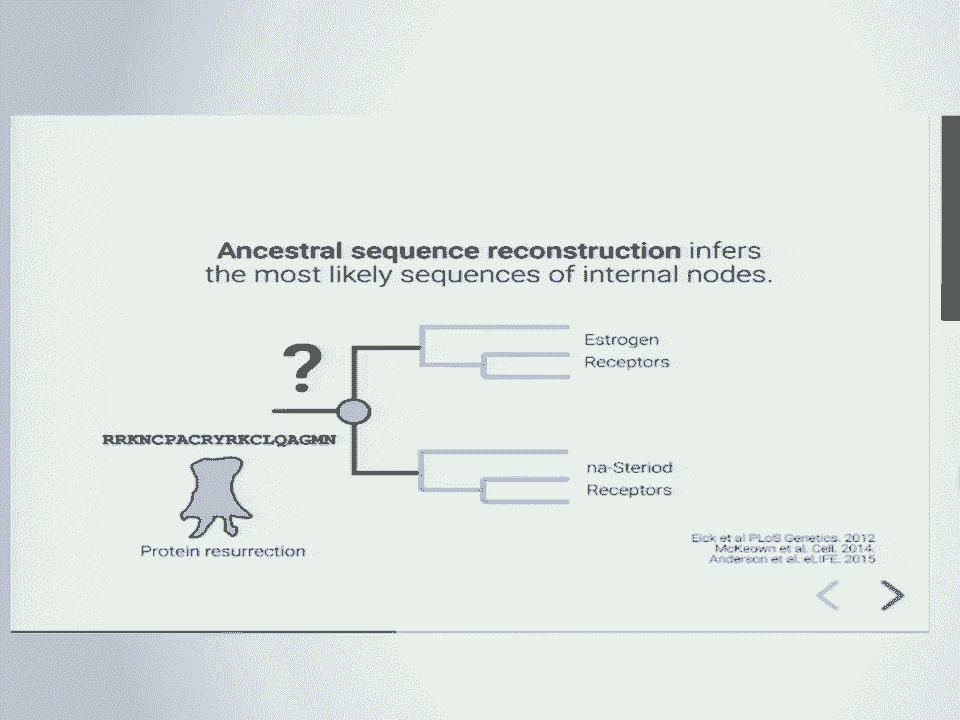 Ancestral sequence reconstruction infers
the most likely sequences of internal nodes.
?
Estrogen
Receptors
RRKNCPACRYRKCLQAGMN
na-Steriod
Receptors
Protein resurrection
Eick et al PLoS Genetics. 2012
McKeown et al. Cell. 2014.
Anderson et al. eLIFE. 2015